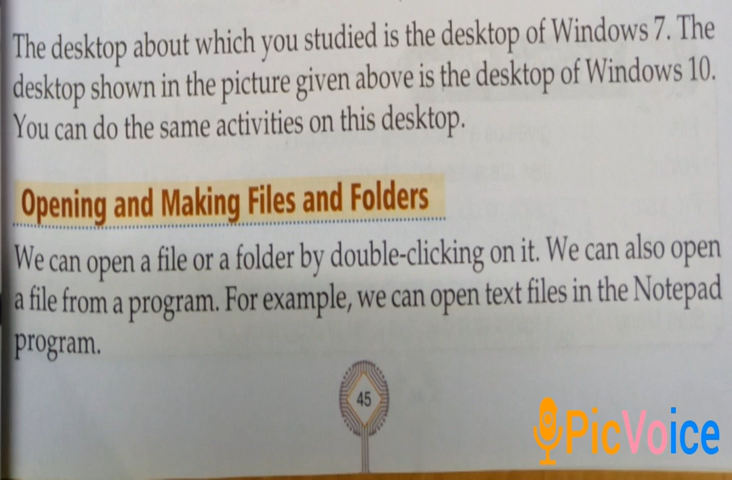 The desktop about which you studied is the desktop of Windows 7. The
desktop shown in the picture given above is the desktop of Windows 10.
You can do the same activities on this desktop.
Opening and Making Files and Folders
We can open a file or a folder by double-clicking on it. We can also open
a file from a program. For example, we can open text files in the Notepad
program.
45
PicVoice